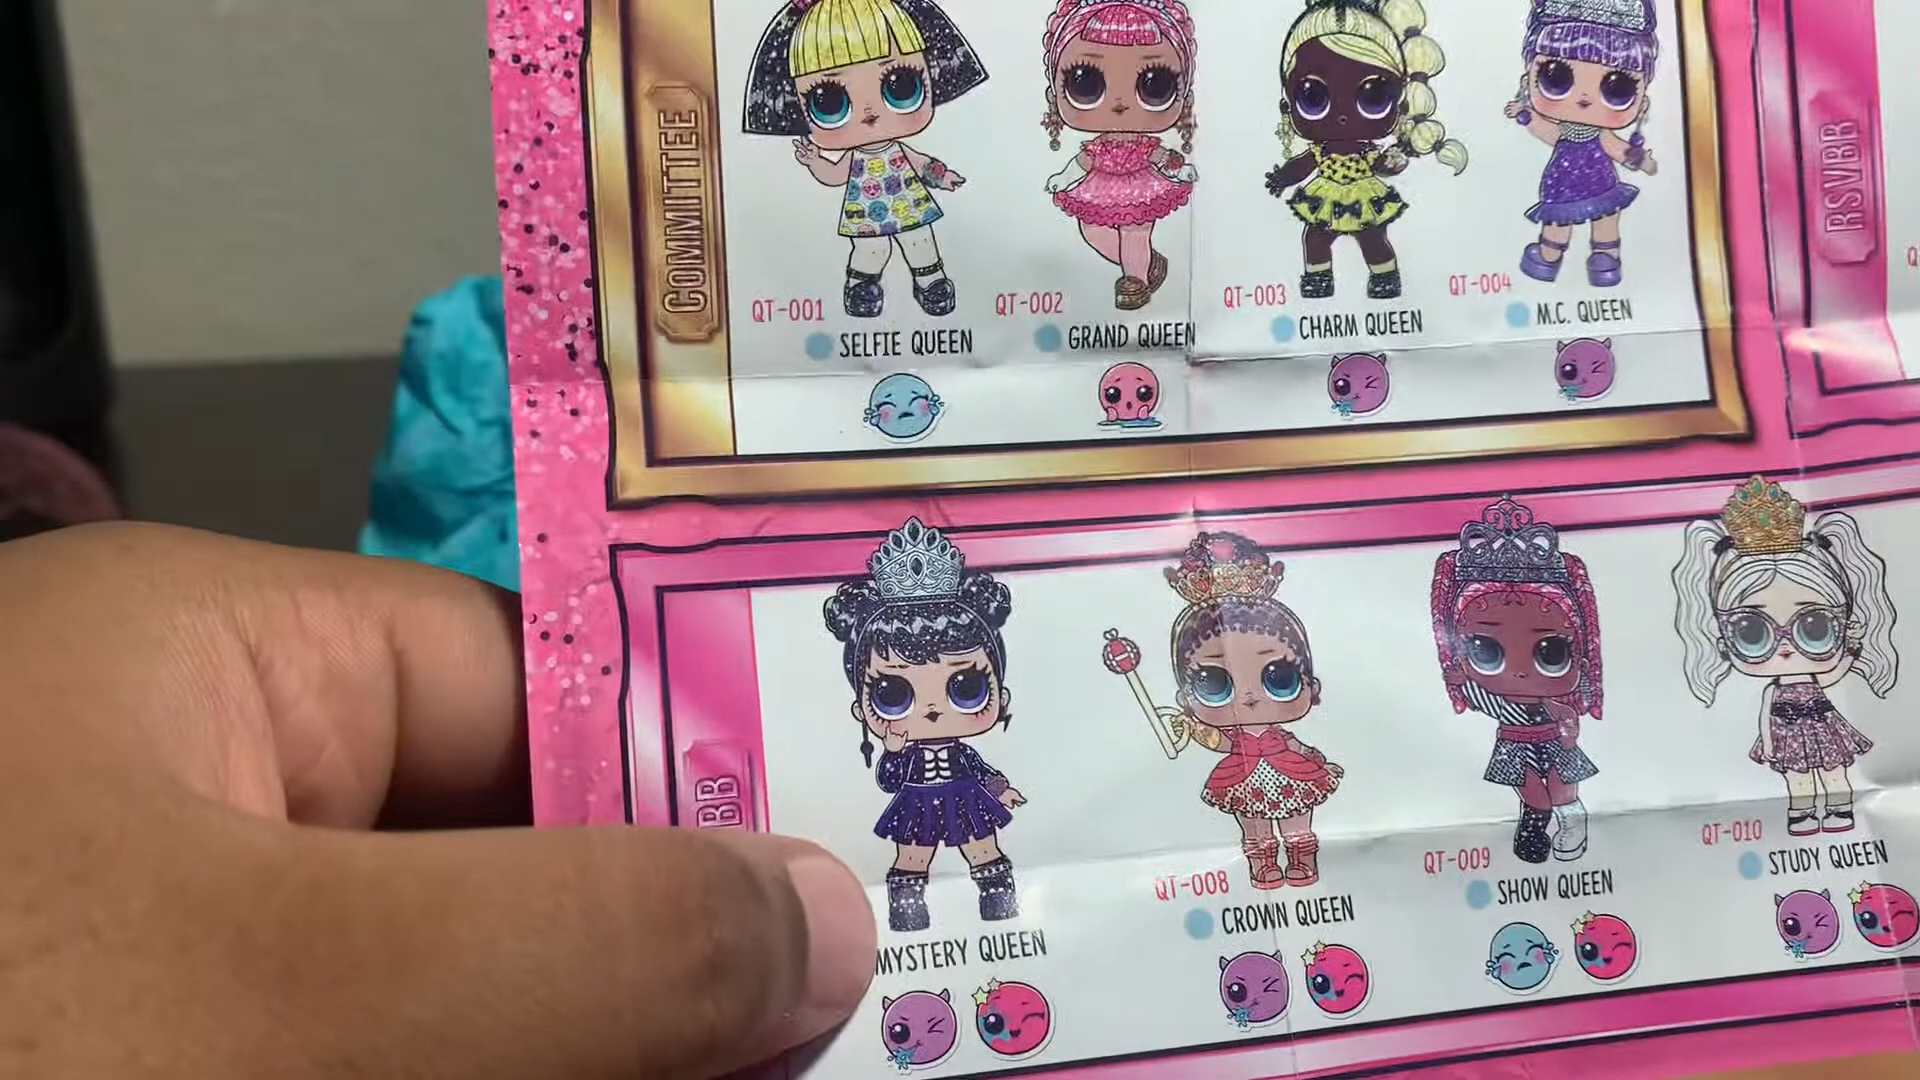 COMMITTEE
RSVBB
QT-001
SELFIE QUEEN
QT-002
GRAND QUEEN
QT-003
CHARM QUEEN
QT-004
M.C. QUEEN
BB
MYSTERY QUEEN
QT-008
CROWN QUEEN
QT-009
SHOW QUEEN
QT-010
STUDY QUEEN